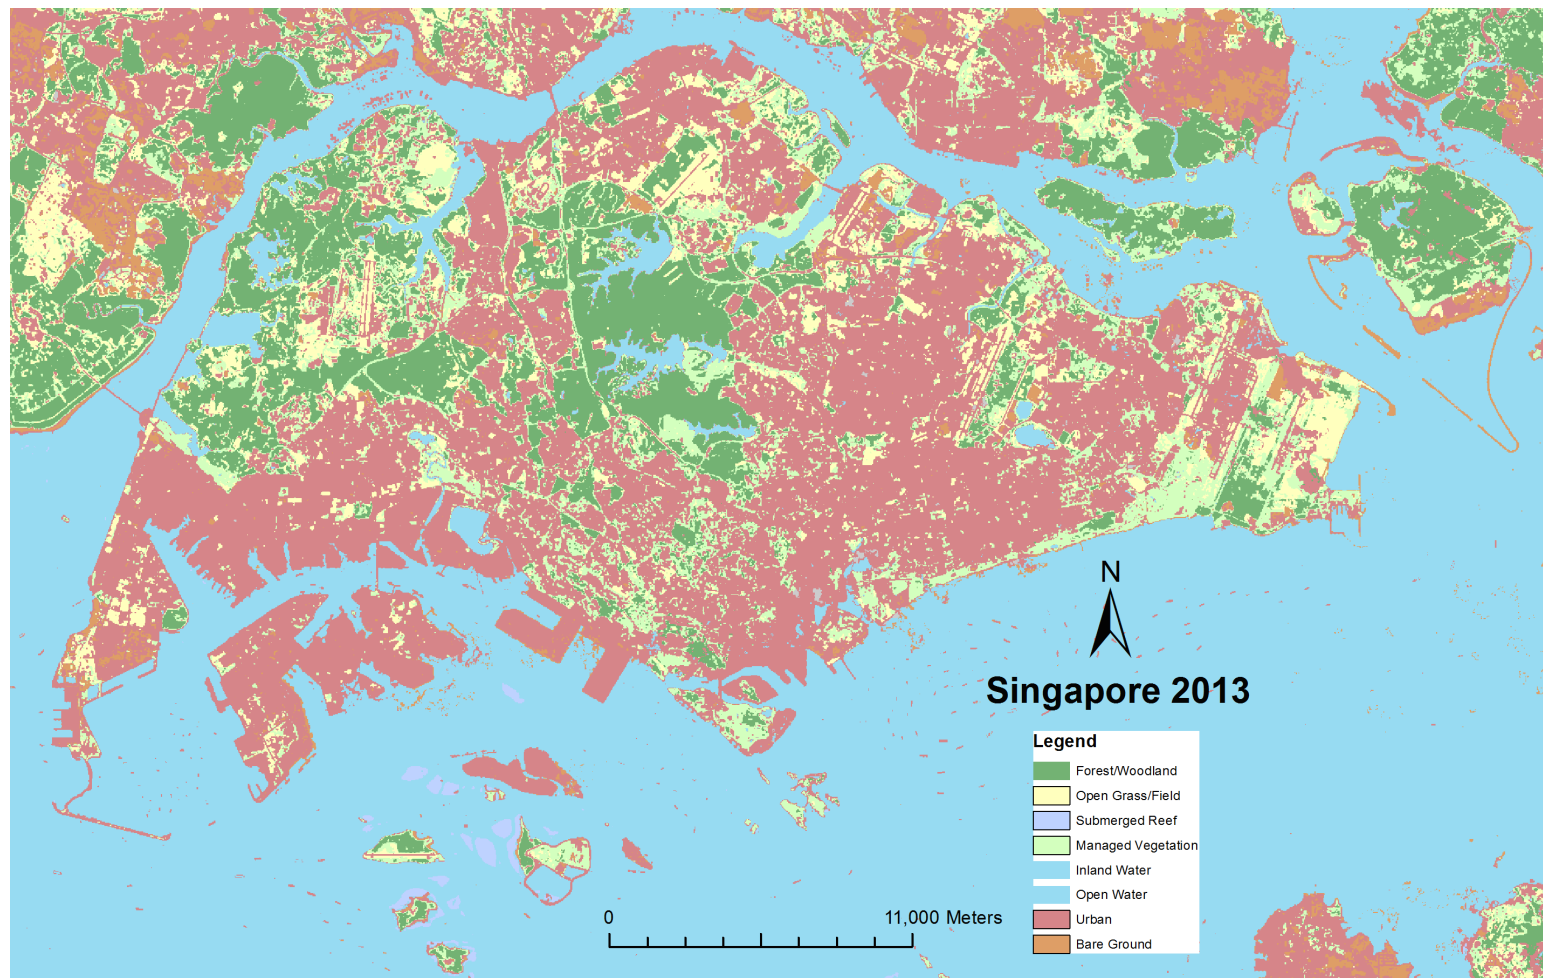 N
Singapore 2013
Legend
Forest/Woodland
Open Grass/Field
Submerged Reef
Managed Vegetation
Inland Water
Open Water
Urban
Bare Ground
0 11,000 Meters